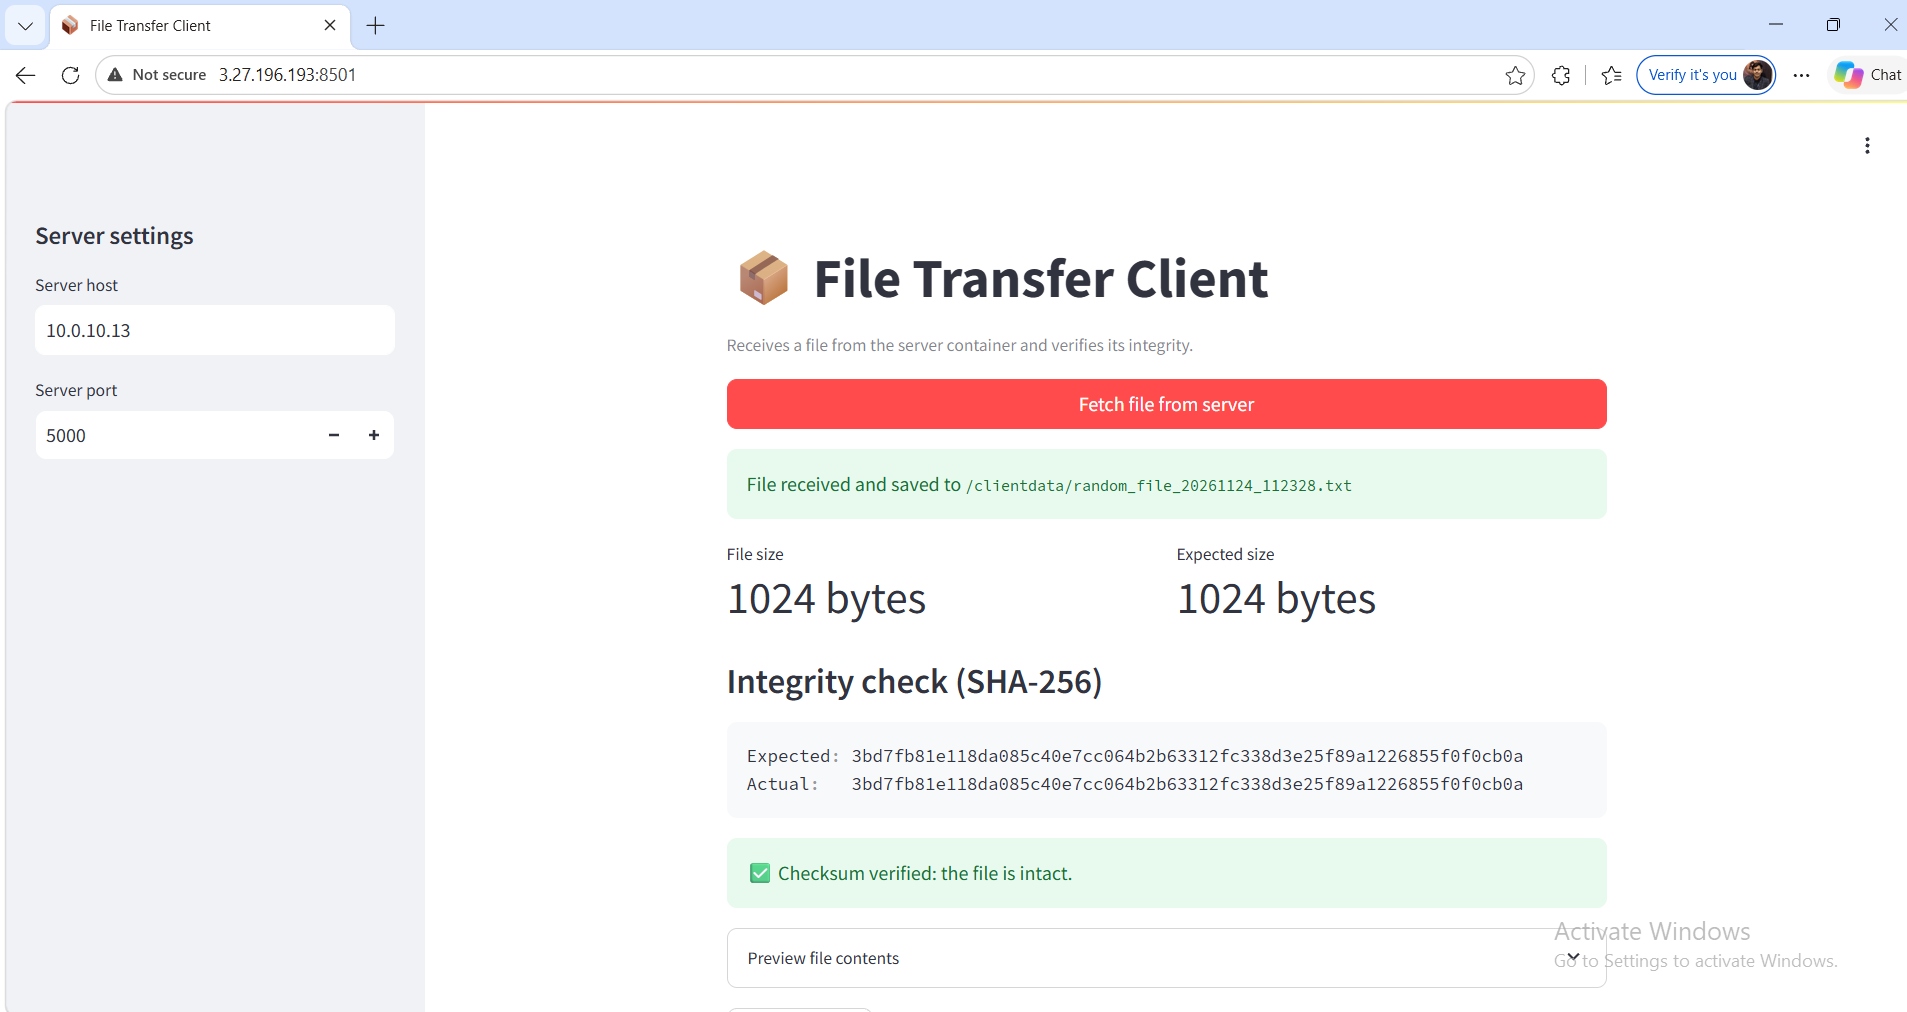 File Transfer Client
Not secure 3.27.196.193:8501
Verify it's you
Chat
Server settings
Server host
10.0.10.13
Server port
5000
File Transfer Client
Receives a file from the server container and verifies its integrity.
Fetch file from server
File received and saved to /clientdata/random_file_20261124_112328.txt
File size
1024 bytes
Expected size
1024 bytes
Integrity check (SHA-256)
Expected: 3bd7fb81e118da085c40e7cc064b2b63312fc338d3e25f89a1226855f0f0cb0a
Actual: 3bd7fb81e118da085c40e7cc064b2b63312fc338d3e25f89a1226855f0f0cb0a
Checksum verified: the file is intact.
Preview file contents
Activate Windows
Go to Settings to activate Windows.